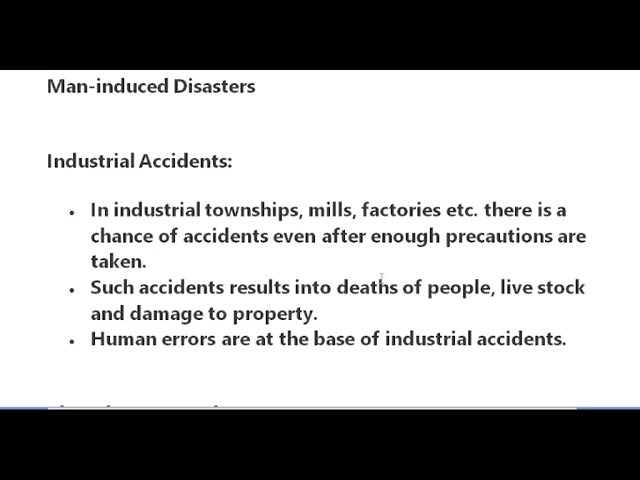 Man-induced Disasters
Industrial Accidents:
• In industrial townships, mills, factories etc. there is a
chance of accidents even after enough precautions are
taken.
• Such accidents results into deaths of people, live stock
and damage to property.
• Human errors are at the base of industrial accidents.